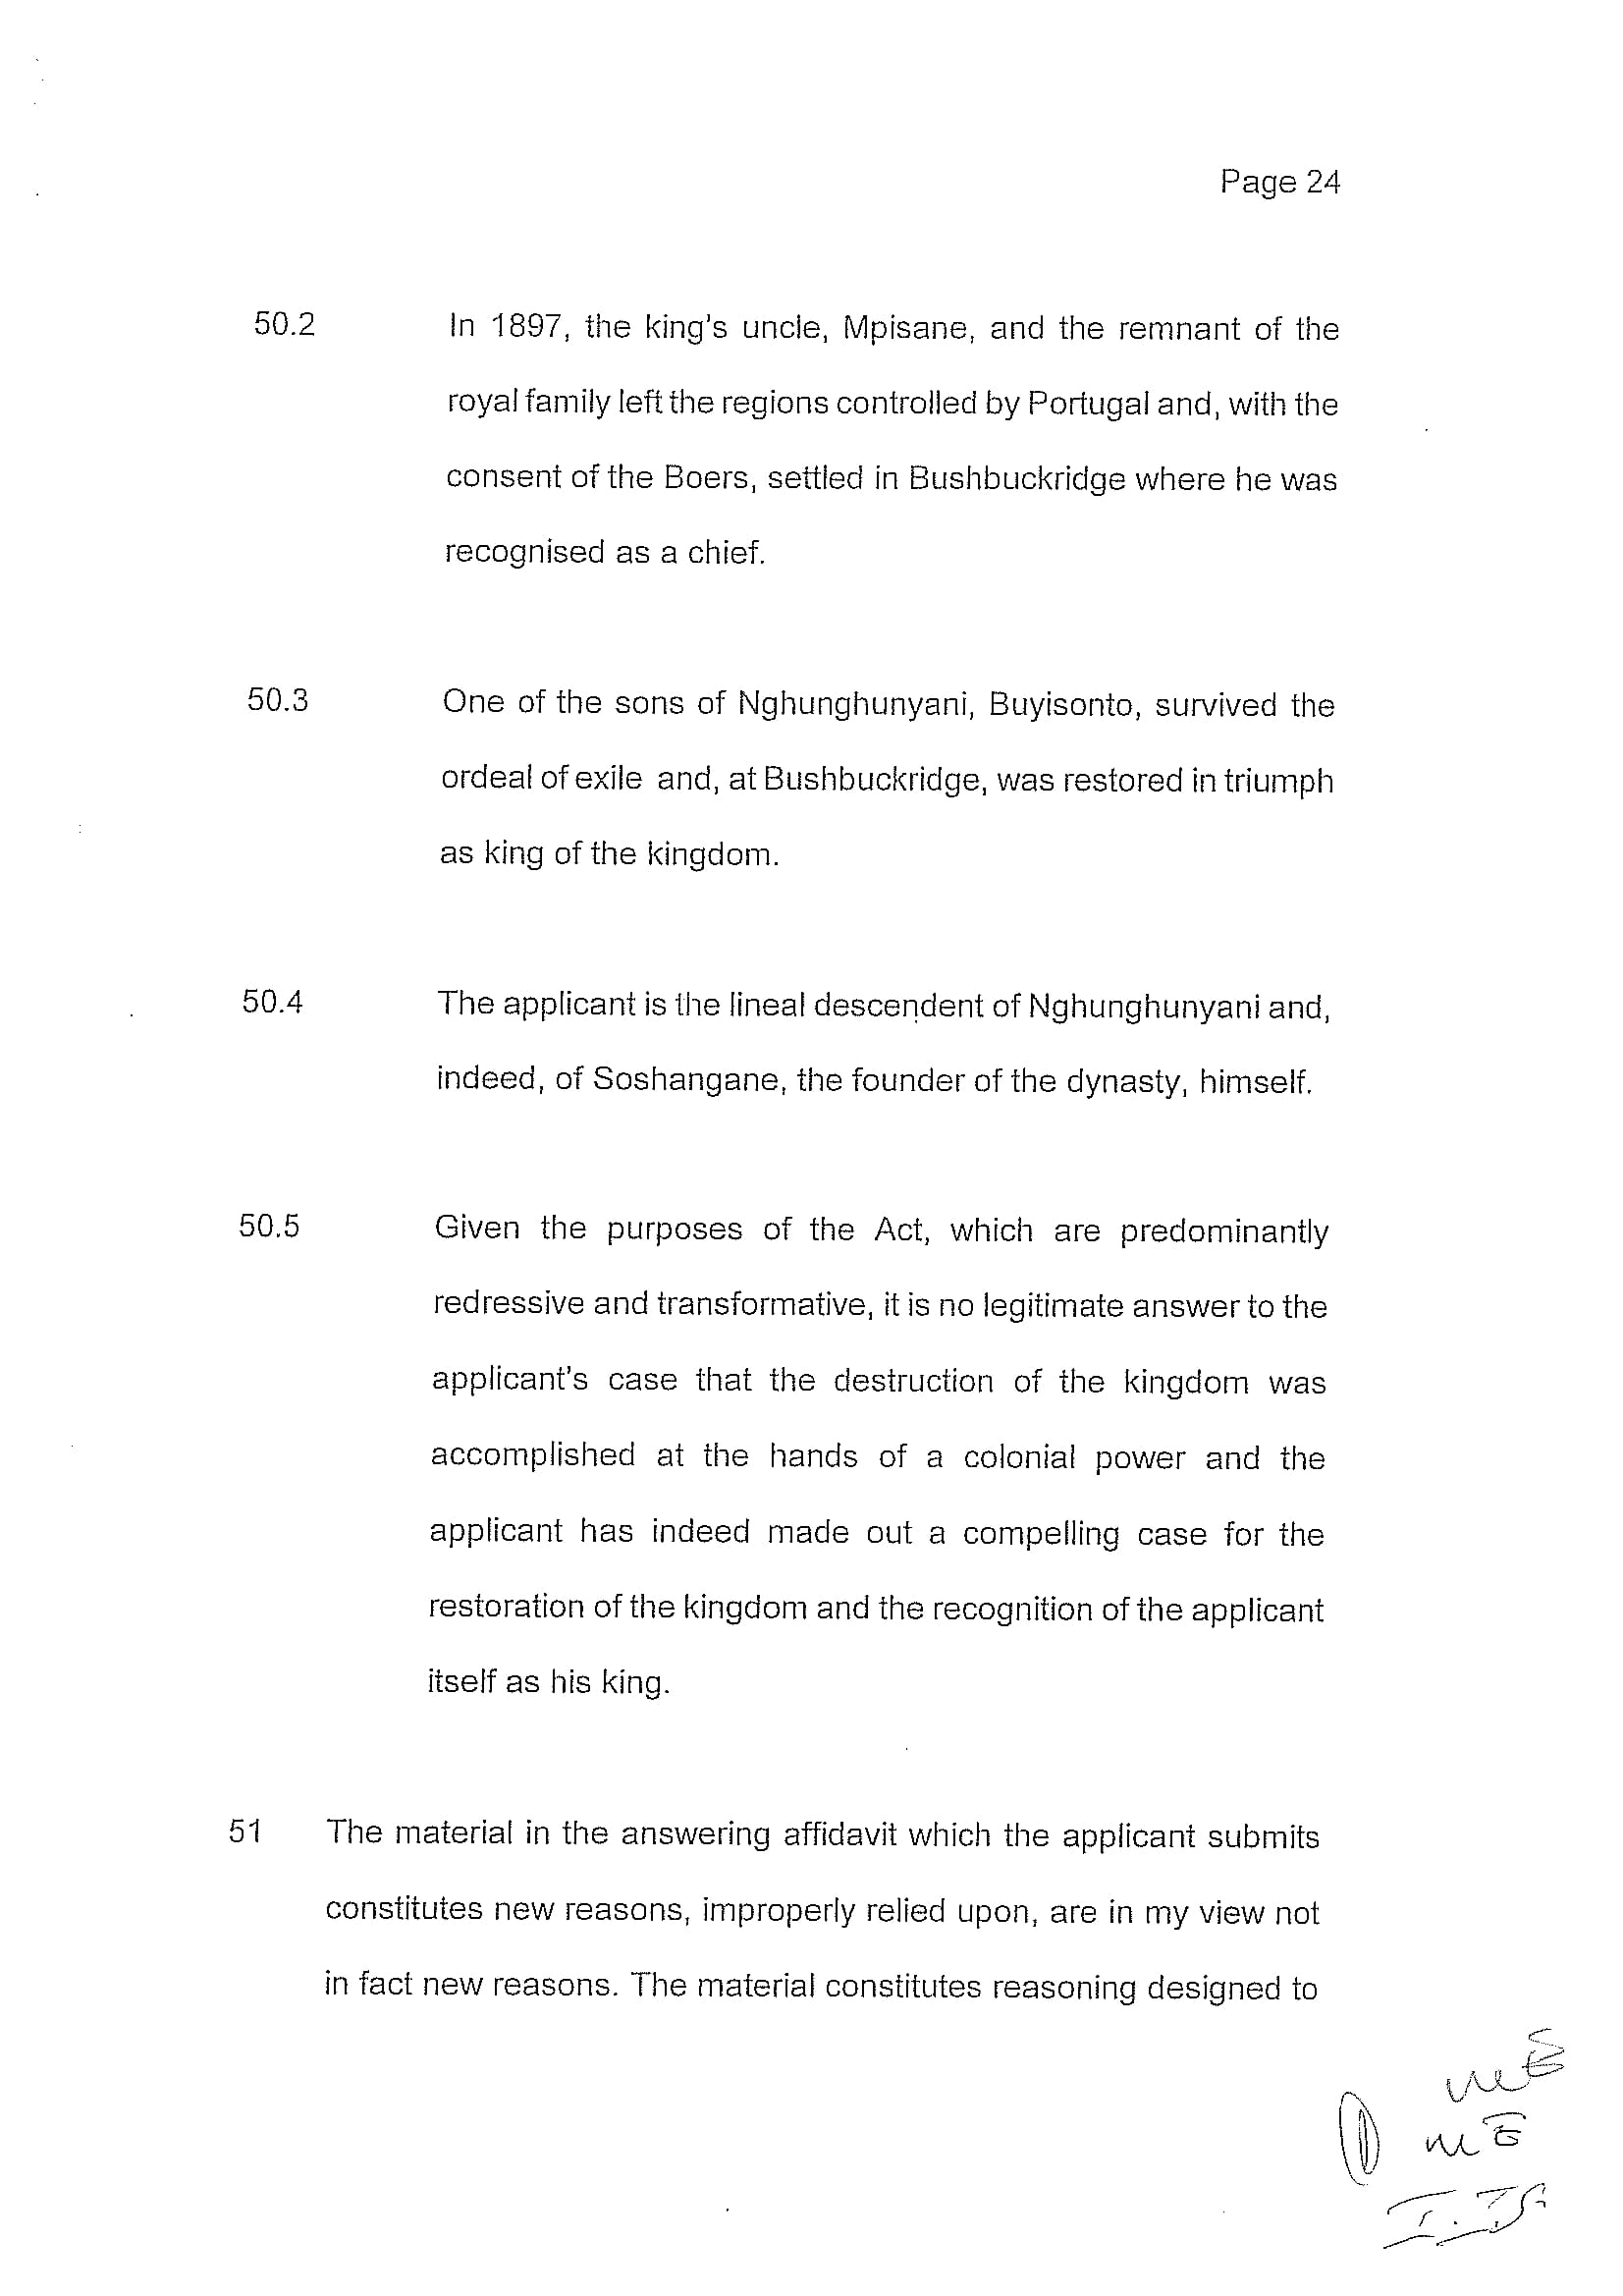 Page 24
50.2 In 1897, the king's uncle, Mpisane, and the remnant of the
royal family left the regions controlled by Portugal and, with the
consent of the Boers, settled in Bushbuckridge where he was
recognised as a chief.
50.3 One of the sons of Nghunghunyani, Buyisonto, survived the
ordeal of exile and, at Bushbuckridge, was restored in triumph
as king of the kingdom.
50.4 The applicant is the lineal descendent of Nghunghunyani and,
indeed, of Soshangane, the founder of the dynasty, himself.
50.5 Given the purposes of the Act, which are predominantly
redressive and transformative, it is no legitimate answer to the
applicant's case that the destruction of the kingdom was
accomplished at the hands of a colonial power and the
applicant has indeed made out a compelling case for the
restoration of the kingdom and the recognition of the applicant
itself as his king.
51 The material in the answering affidavit which the applicant submits
constitutes new reasons, improperly relied upon, are in my view not
in fact new reasons. The material constitutes reasoning designed to